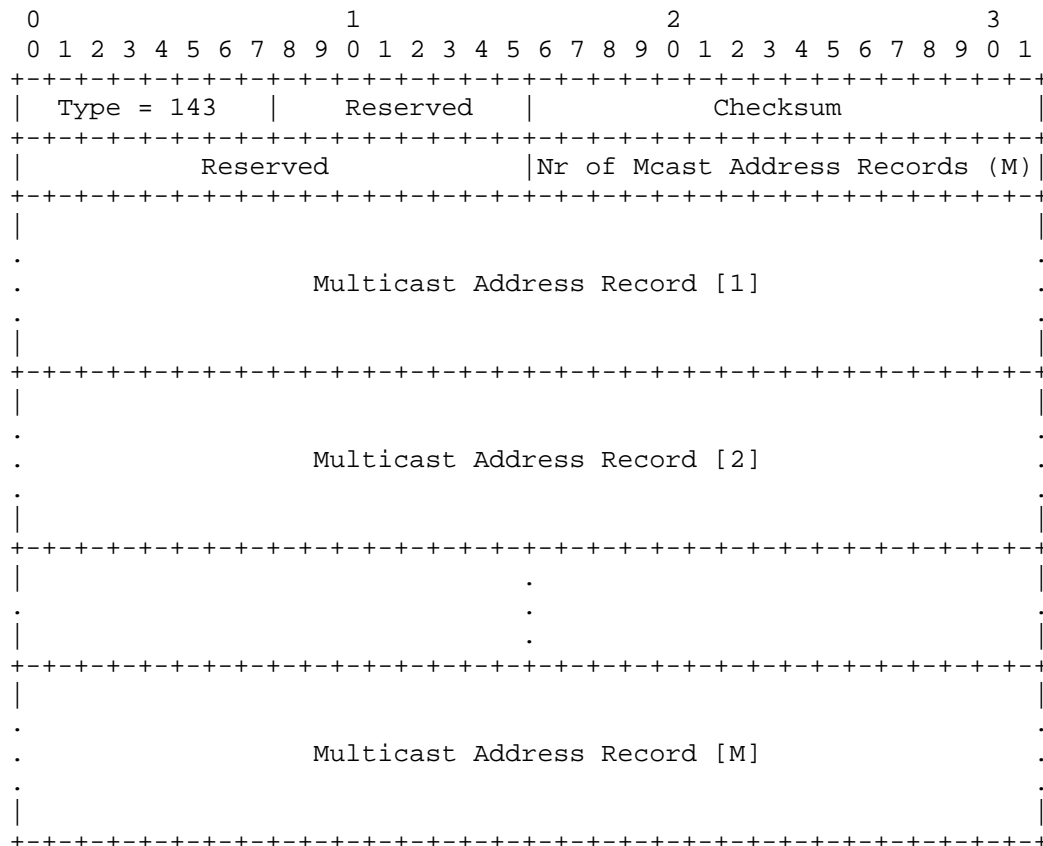 0                   1                   2                   3
 0 1 2 3 4 5 6 7 8 9 0 1 2 3 4 5 6 7 8 9 0 1 2 3 4 5 6 7 8 9 0 1
+-+-+-+-+-+-+-+-+-+-+-+-+-+-+-+-+-+-+-+-+-+-+-+-+-+-+-+-+-+-+-+-+
|  Type = 143   |    Reserved   |           Checksum            |
+-+-+-+-+-+-+-+-+-+-+-+-+-+-+-+-+-+-+-+-+-+-+-+-+-+-+-+-+-+-+-+-+
|           Reserved            |Nr of Mcast Address Records (M)|
+-+-+-+-+-+-+-+-+-+-+-+-+-+-+-+-+-+-+-+-+-+-+-+-+-+-+-+-+-+-+-+-+
|                                                               |
.                                                               .
.                  Multicast Address Record [1]                 .
.                                                               .
|                                                               |
+-+-+-+-+-+-+-+-+-+-+-+-+-+-+-+-+-+-+-+-+-+-+-+-+-+-+-+-+-+-+-+-+
|                                                               |
.                                                               .
.                  Multicast Address Record [2]                 .
.                                                               .
|                                                               |
+-+-+-+-+-+-+-+-+-+-+-+-+-+-+-+-+-+-+-+-+-+-+-+-+-+-+-+-+-+-+-+-+
|                               .                               |
.                               .                               .
|                               .                               |
+-+-+-+-+-+-+-+-+-+-+-+-+-+-+-+-+-+-+-+-+-+-+-+-+-+-+-+-+-+-+-+-+
|                                                               |
.                                                               .
.                  Multicast Address Record [M]                 .
.                                                               .
|                                                               |
+-+-+-+-+-+-+-+-+-+-+-+-+-+-+-+-+-+-+-+-+-+-+-+-+-+-+-+-+-+-+-+-+